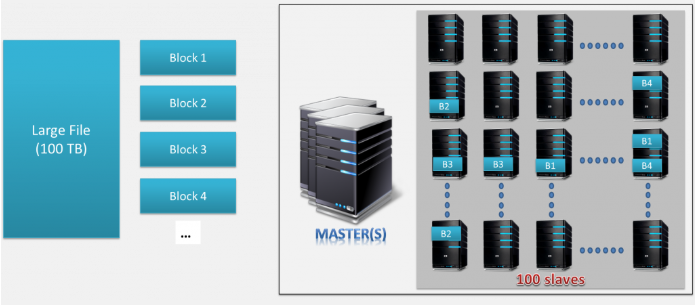 Large File
(100 TB)
Block 1
Block 2
Block 3
Block 4
...
MASTER(S)
B4
B2
B1
B3
B3
B1
B4
B2
100 slaves